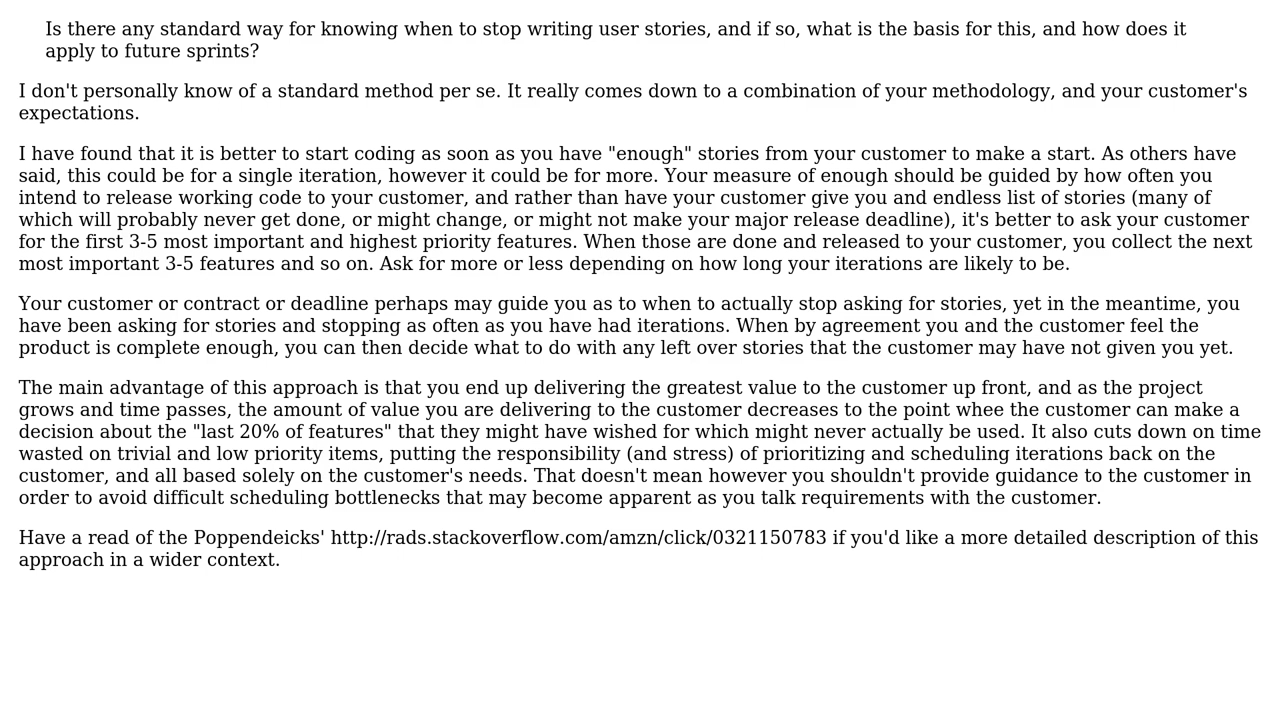 Is there any standard way for knowing when to stop writing user stories, and if so, what is the basis for this, and how does it
apply to future sprints?
I don't personally know of a standard method per se. It really comes down to a combination of your methodology, and your customer's
expectations.
I have found that it is better to start coding as soon as you have "enough" stories from your customer to make a start. As others have
said, this could be for a single iteration, however it could be for more. Your measure of enough should be guided by how often you
intend to release working code to your customer, and rather than have your customer give you and endless list of stories (many of
which will probably never get done, or might change, or might not make your major release deadline), it's better to ask your customer
for the first 3-5 most important and highest priority features. When those are done and released to your customer, you collect the next
most important 3-5 features and so on. Ask for more or less depending on how long your iterations are likely to be.
Your customer or contract or deadline perhaps may guide you as to when to actually stop asking for stories, yet in the meantime, you
have been asking for stories and stopping as often as you have had iterations. When by agreement you and the customer feel the
product is complete enough, you can then decide what to do with any left over stories that the customer may have not given you yet.
The main advantage of this approach is that you end up delivering the greatest value to the customer up front, and as the project
grows and time passes, the amount of value you are delivering to the customer decreases to the point whee the customer can make a
decision about the "last 20% of features" that they might have wished for which might never actually be used. It also cuts down on time
wasted on trivial and low priority items, putting the responsibility (and stress) of prioritizing and scheduling iterations back on the
customer, and all based solely on the customer's needs. That doesn't mean however you shouldn't provide guidance to the customer in
order to avoid difficult scheduling bottlenecks that may become apparent as you talk requirements with the customer.
Have a read of the Poppendeicks' http://rads.stackoverflow.com/amzn/click/0321150783 if you'd like a more detailed description of this
approach in a wider context.